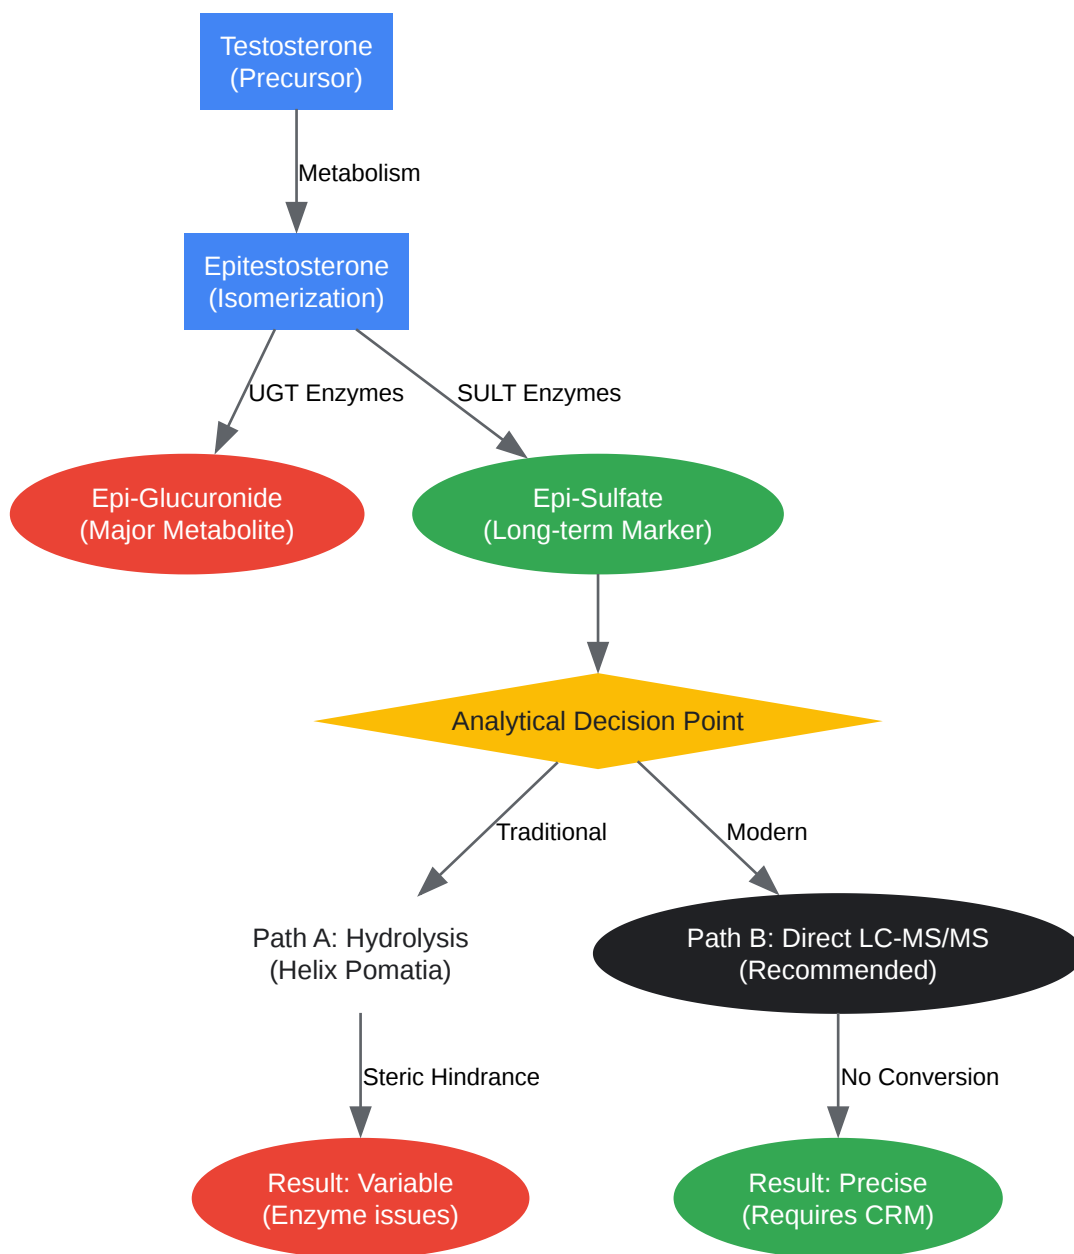 Testosterone
(Precursor)
Metabolism
Epitestosterone
(Isomerization)
UGT Enzymes
SULT Enzymes
Epi-Glucuronide
(Major Metabolite)
Epi-Sulfate
(Long-term Marker)
Analytical Decision Point
Traditional
Modern
Path A: Hydrolysis
(Helix Pomatia)
Path B: Direct LC-MS/MS
(Recommended)
Steric Hindrance
No Conversion
Result: Variable
(Enzyme issues)
Result: Precise
(Requires CRM)